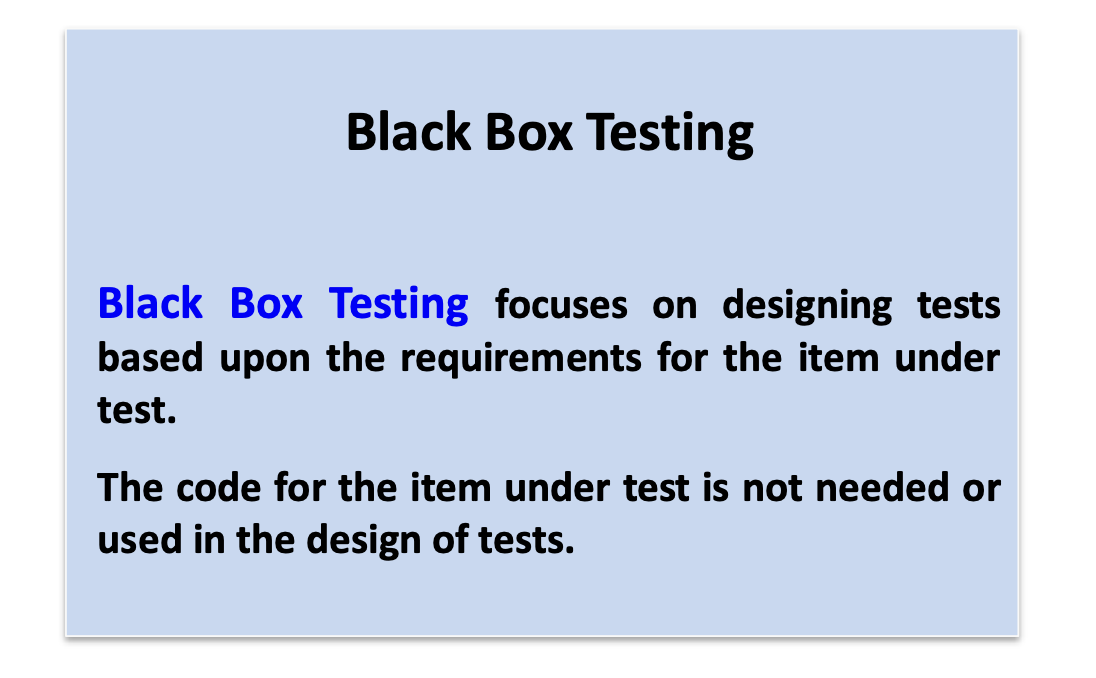 Black Box Testing
Black Box Testing focuses on designing tests
based upon the requirements for the item under
test.
The code for the item under test is not needed or
used in the design of tests.